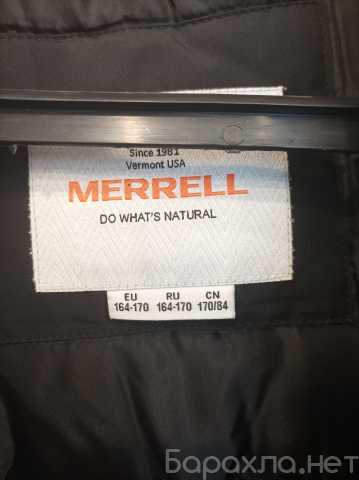 Since 1981
Vermont USA
MERRELL
DO WHAT'S NATURAL
EU RU CN
164-170 164-170 170/84
Барахла.нет